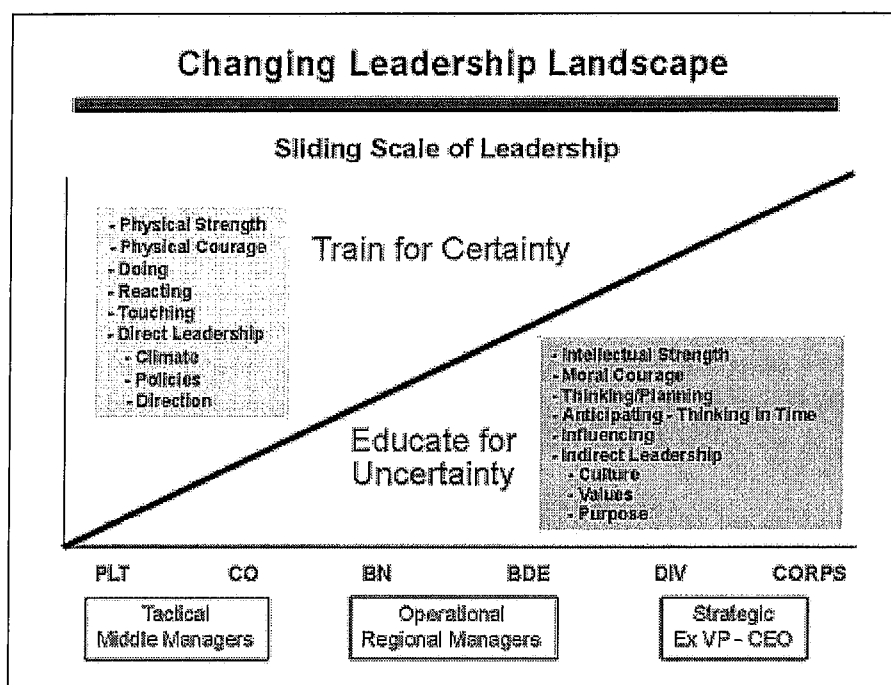 Changing Leadership Landscape
Sliding Scale of Leadership
- Physical Strength
- Physical Courage
- Doing
- Reacting
- Touching
- Direct Leadership
- Climate
- Policies
- Direction
Train for Certainty
- Intellectual Strength
- Moral Courage
- Thinking/Planning
- Anticipating - Thinking in Time
- Influencing
- Indirect Leadership
- Culture
- Values
- Purpose
Educate for
Uncertainty
PLT CO BN BDE DIV CORPS
Tactical
Middle Managers
Operational
Regional Managers
Strategic
Ex VP - CEO